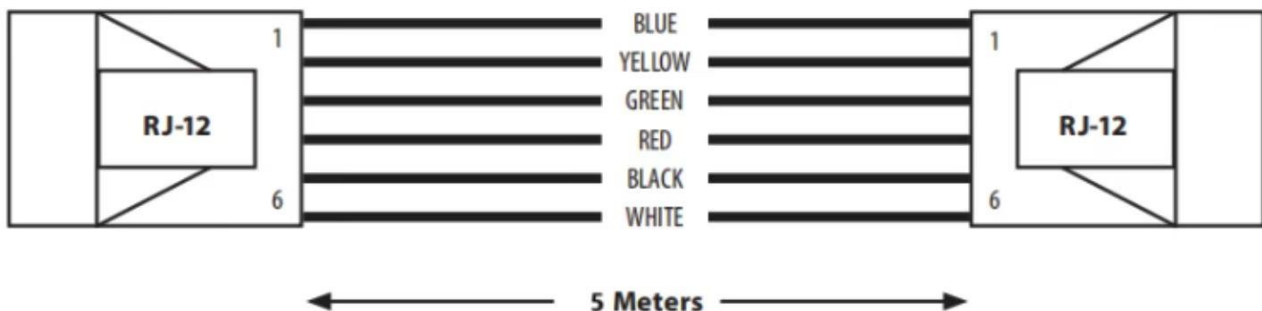 BLUE
1 1
YELLOW
GREEN
RJ-12 RJ-12
RED
BLACK
6 6
WHITE
5 Meters